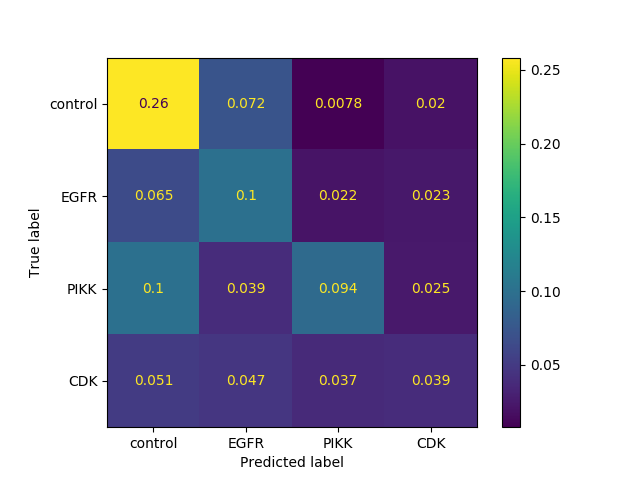 control 0.26 0.072 0.0078 0.02
EGFR 0.065 0.1 0.022 0.023
PIKK 0.1 0.039 0.094 0.025
CDK 0.051 0.047 0.037 0.039
control EGFR PIKK CDK
Predicted label
True label
0.25
0.20
0.15
0.10
0.05